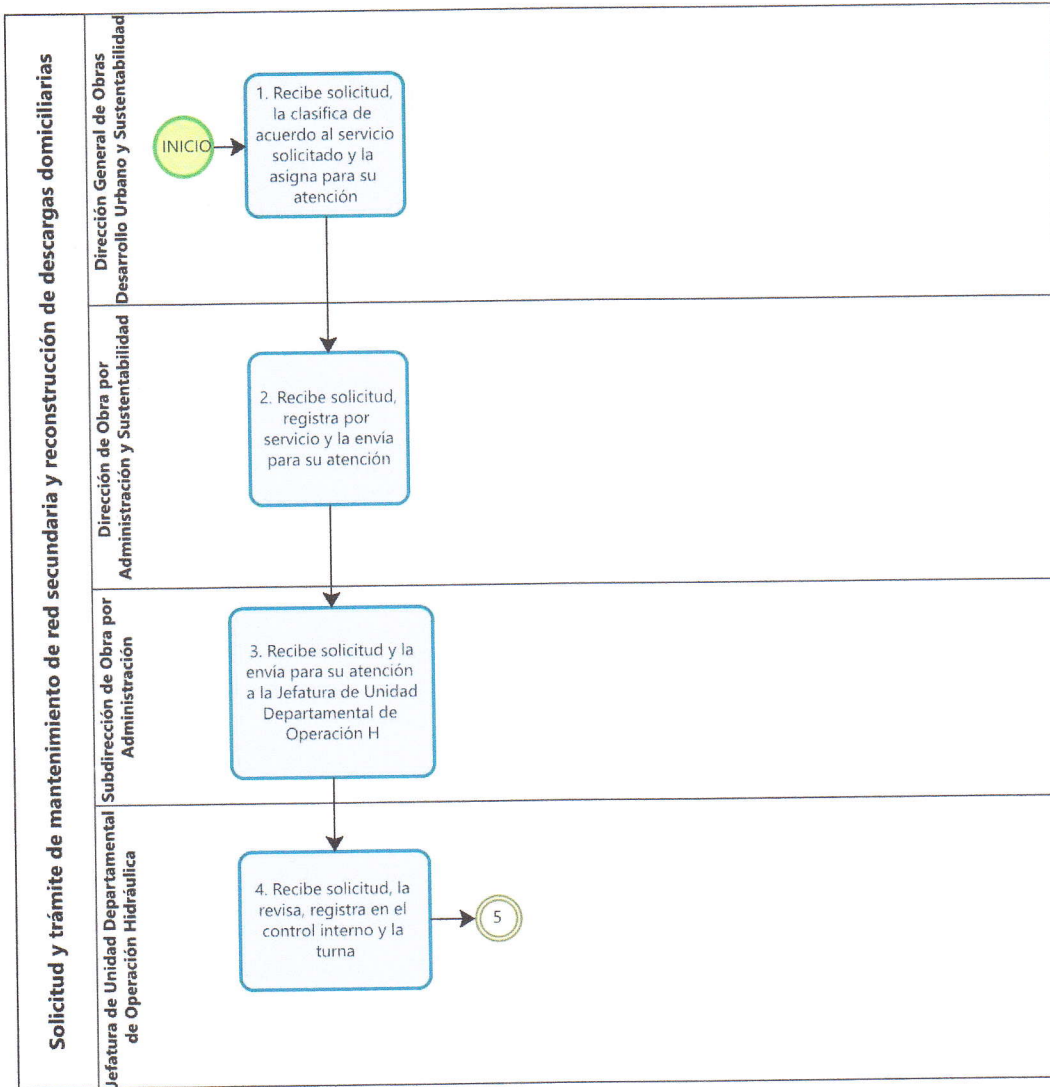 Solicitud y trámite de mantenimiento de red secundaria y reconstrucción de descargas domiciliarias
Dirección General de Obras
Desarrollo Urbano y Sustentabilidad
INICIO
1. Recibe solicitud,
la clasifica de
acuerdo al servicio
solicitado y la
asigna para su
atención
Dirección de Obra por
Administración y Sustentabilidad
2. Recibe solicitud,
registra por
servicio y la envía
para su atención
Subdirección de Obra por
Administración
3. Recibe solicitud y la
envía para su atención
a la Jefatura de Unidad
Departamental de
Operación H
Jefatura de Unidad Departamental
de Operación Hidráulica
4. Recibe solicitud, la
revisa, registra en el
control interno y la
turna
5